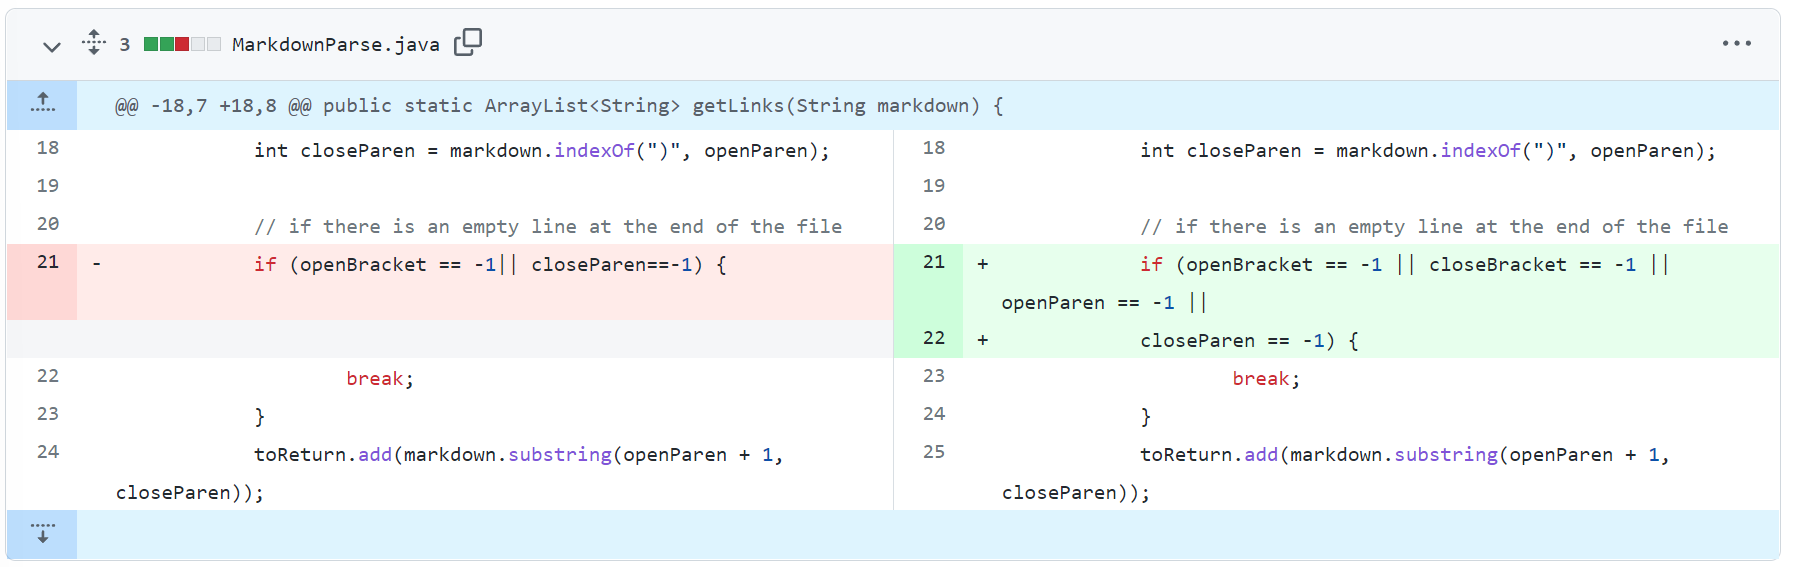 3 MarkdownParse.java
@@ -18,7 +18,8 @@ public static ArrayList<String> getLinks(String markdown) {
18 int closeParen = markdown.indexOf(")", openParen);
19
20 // if there is an empty line at the end of the file
21 - if (openBracket == -1|| closeParen==-1) {
22 break;
23 }
24 toReturn.add(markdown.substring(openParen + 1,
closeParen));
18 int closeParen = markdown.indexOf(")", openParen);
19
20 // if there is an empty line at the end of the file
21 + if (openBracket == -1 || closeBracket == -1 ||
openParen == -1 ||
22 + closeParen == -1) {
23 break;
24 }
25 toReturn.add(markdown.substring(openParen + 1,
closeParen));